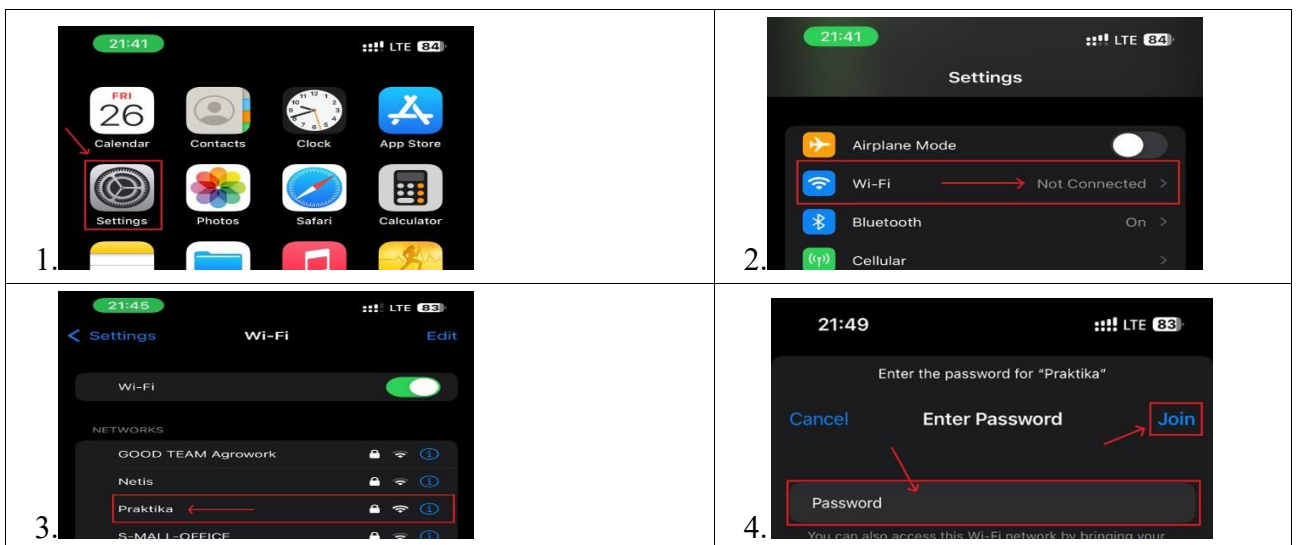 21:41 LTE 84
FRI
26
Calendar Contacts Clock App Store
Settings Photos Safari Calculator
1.
21:41 LTE 84
Settings
Airplane Mode
Wi-Fi Not Connected >
Bluetooth On >
Cellular >
2.
21:45 LTE 83
< Settings Wi-Fi Edit
Wi-Fi
NETWORKS
GOOD TEAM Agrowork
Netis
Praktika
S-MALL-OFFICE
3.
21:49 LTE 83
Enter the password for "Praktika"
Cancel Enter Password Join
Password
You can also access this Wi-Fi network by bringing your
4.